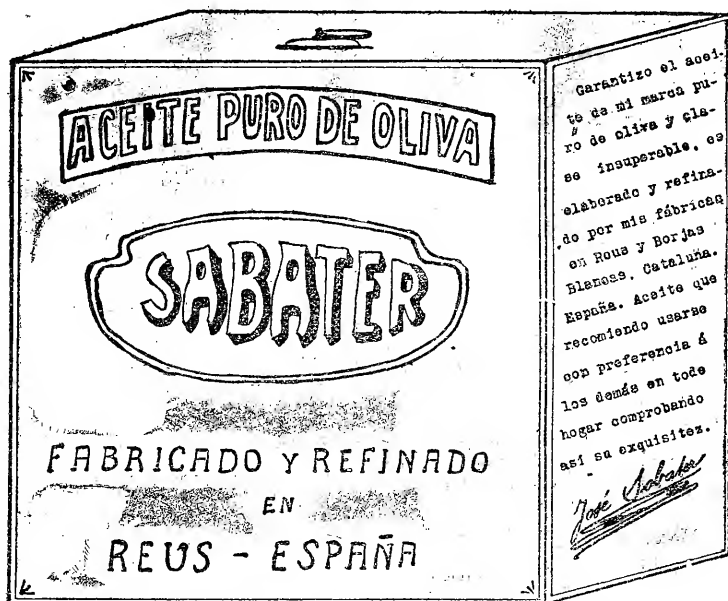 ACEITE PURO DE OLIVA
SABATER
FABRICADO Y REFINADO
EN
REUS - ESPAÑA
Garantizo el acei-
te de mi marca pu-
ro de oliva y cla-
se insuperable, es
elaborado y refina-
do por mis fábricas
en Reus y Borjas
Blancas. Cataluña.
España. Aceite que
recomiendo usarse
con preferencia á
los demás en todo
hogar comprobando
así su exquisitez.
José Sabater